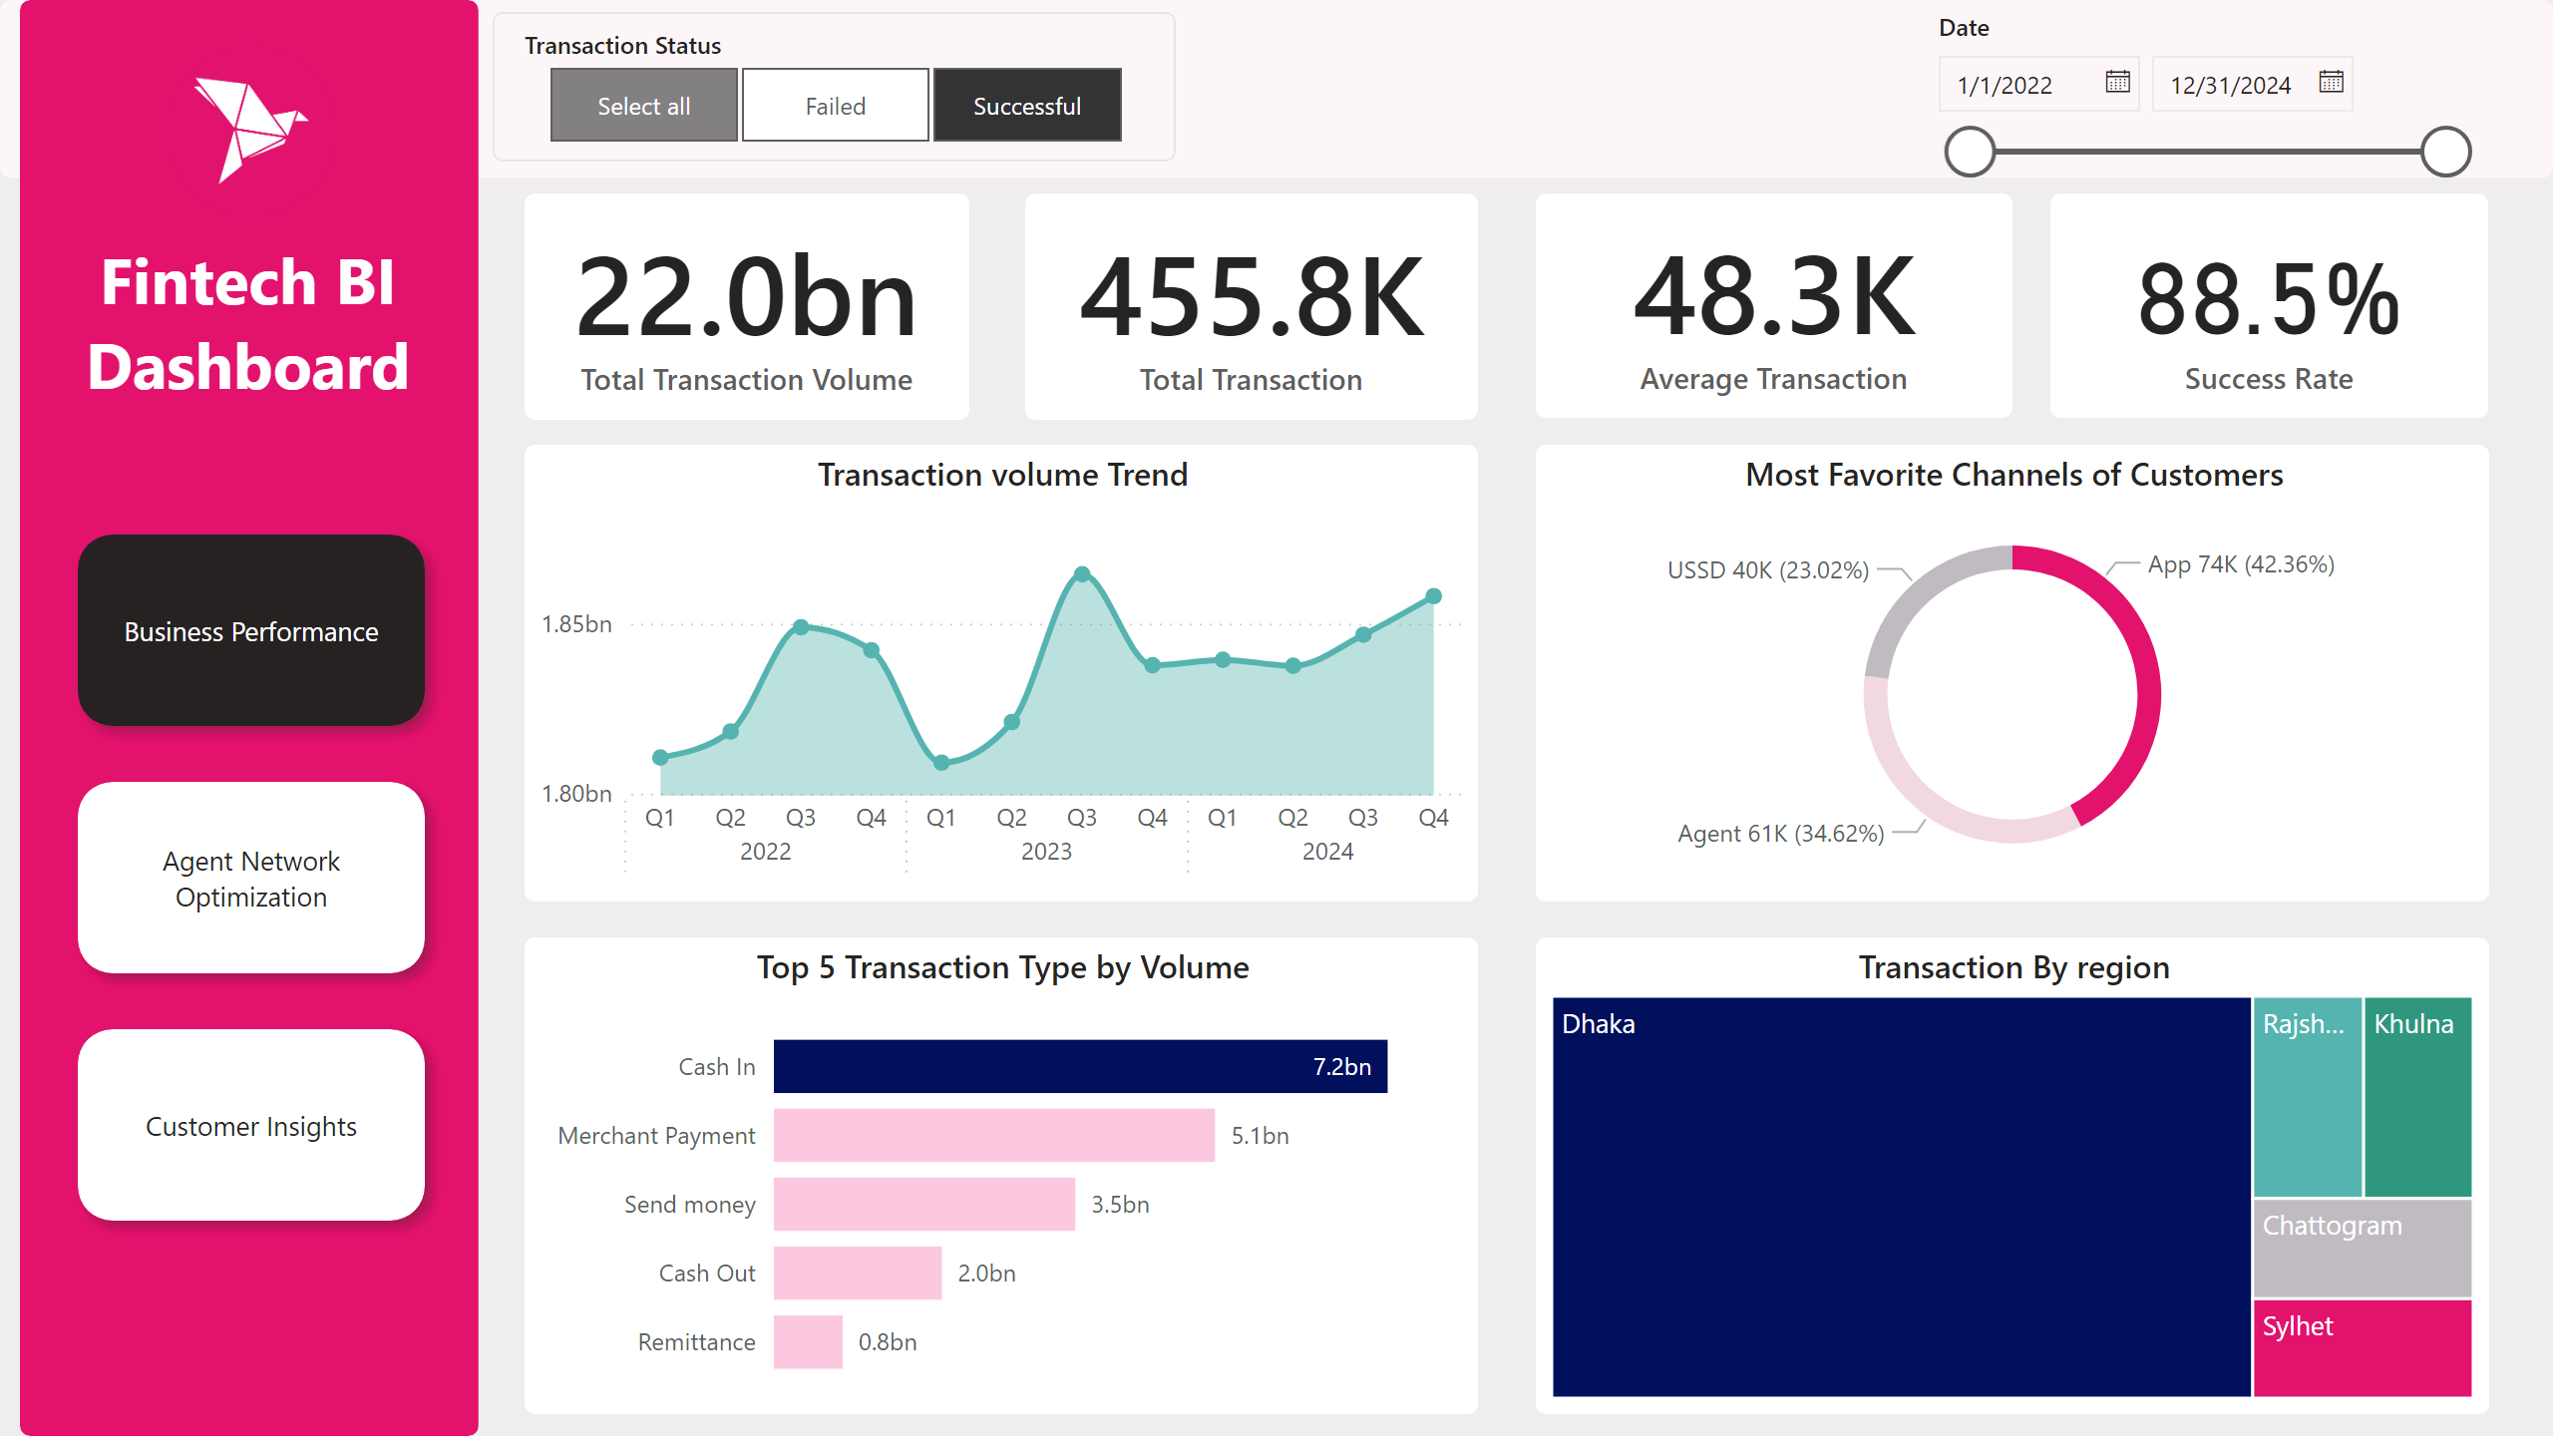 Fintech BI
Dashboard
Business Performance
Agent Network
Optimization
Customer Insights
Transaction Status
Select all
Failed
Successful
Date
1/1/2022
12/31/2024
22.0bn
Total Transaction Volume
455.8K
Total Transaction
48.3K
Average Transaction
88.5%
Success Rate
Transaction volume Trend
1.85bn
1.80bn
Q1 Q2 Q3 Q4 Q1 Q2 Q3 Q4 Q1 Q2 Q3 Q4
2022 2023 2024
Most Favorite Channels of Customers
USSD 40K (23.02%)
App 74K (42.36%)
Agent 61K (34.62%)
Top 5 Transaction Type by Volume
Cash In 7.2bn
Merchant Payment 5.1bn
Send money 3.5bn
Cash Out 2.0bn
Remittance 0.8bn
Transaction By region
Dhaka
Rajsh...
Khulna
Chattogram
Sylhet